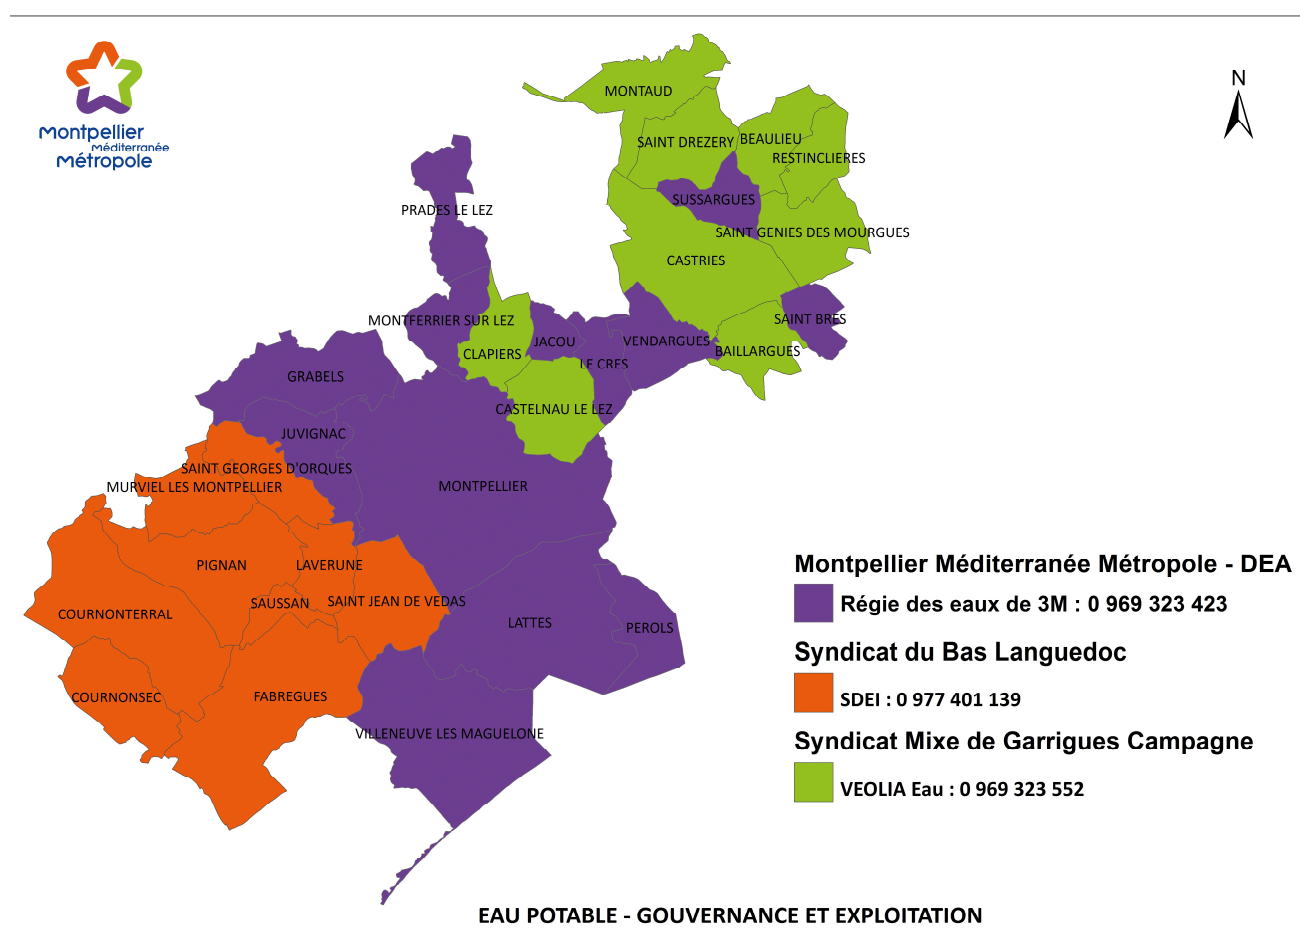 montpellier
méditerranée
métropole
N
MONTAUD
SAINT DREZERY
BEAULIEU
RESTINCLIERES
SUSSARGUES
PRADES LE LEZ
SAINT GENIES DES MOURGUES
CASTRIES
MONTFERRIER SUR LEZ
SAINT BRES
JACOU
VENDARGUES
BAILLARGUES
CLAPIERS
LE CRES
GRABELS
CASTELNAU LE LEZ
JUVIGNAC
SAINT GEORGES D'ORQUES
MURVIEL LES MONTPELLIER
MONTPELLIER
PIGNAN
LAVERUNE
SAUSSAN
SAINT JEAN DE VEDAS
COURNONTERRAL
LATTES
PEROLS
COURNONSEC
FABREGUES
VILLENEUVE LES MAGUELONE
Montpellier Méditerranée Métropole - DEA
Régie des eaux de 3M : 0 969 323 423
Syndicat du Bas Languedoc
SDEI : 0 977 401 139
Syndicat Mixe de Garrigues Campagne
VEOLIA Eau : 0 969 323 552
EAU POTABLE - GOUVERNANCE ET EXPLOITATION